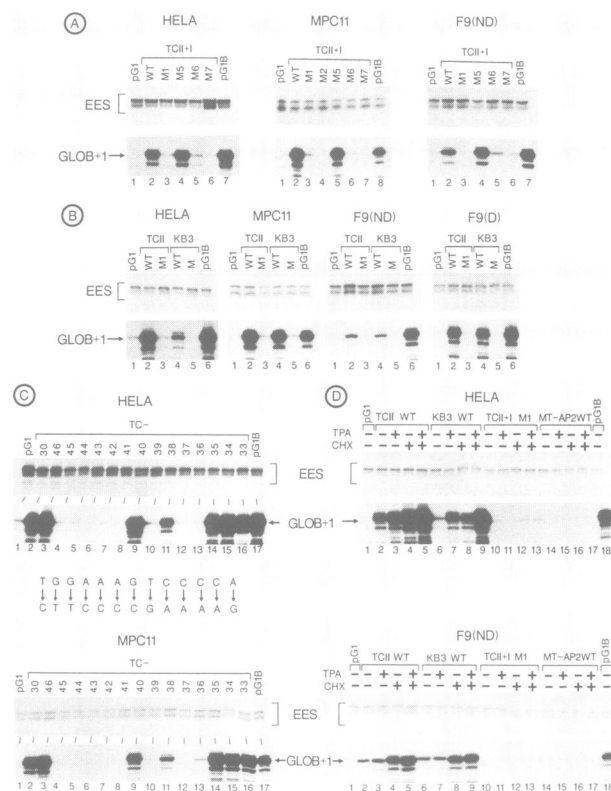 A
HELA
MPC11
F9(ND)
TCII+I
TCII+I
TCII+I
pG1 WT M1 M5 M6 M7 pG1B
pG1 WT M1 M2 M5 M6 M7 pG1B
pG1 WT M1 M5 M6 M7 pG1B
EES
GLOB+1
1 2 3 4 5 6 7
1 2 3 4 5 6 7 8
1 2 3 4 5 6 7
B
HELA
MPC11
F9(ND)
F9(D)
TCII KB3
TCII KB3
TCII KB3
TCII KB3
pG1 WT M1 WT M pG1B
pG1 WT M1 WT M pG1B
pG1 WT M1 WT M pG1B
pG1 WT M1 WT M pG1B
EES
GLOB+1
1 2 3 4 5 6
1 2 3 4 5 6
1 2 3 4 5 6
1 2 3 4 5 6
C
HELA
TC-
pG1 30 46 45 44 43 42 41 40 39 38 37 36 35 34 33 pG1B
EES
GLOB+1
1 2 3 4 5 6 7 8 9 10 11 12 13 14 15 16 17
T G G A A A G T C C C C A
C T T C C C C G A A A A G
MPC11
TC-
pG1 30 46 45 44 43 42 41 40 39 38 37 36 35 34 33 pG1B
EES
GLOB+1
1 2 3 4 5 6 7 8 9 10 11 12 13 14 15 16 17
D
HELA
pG1 TCII WT KB3 WT TCII+I M1 MT-AP2WT pG1B
TPA - - + - + - + - + - + - + - + - + -
CHX - - - + + - - + + - - + + - - + + -
1 2 3 4 5 6 7 8 9 10 11 12 13 14 15 16 17 18
F9(ND)
pG1 TCII WT KB3 WT TCII+I M1 MT-AP2WT pG1B
TPA - - + - + - + - + - + - + - + - + -
CHX - - - + + - - + + - - + + - - + + -
1 2 3 4 5 6 7 8 9 10 11 12 13 14 15 16 17 18